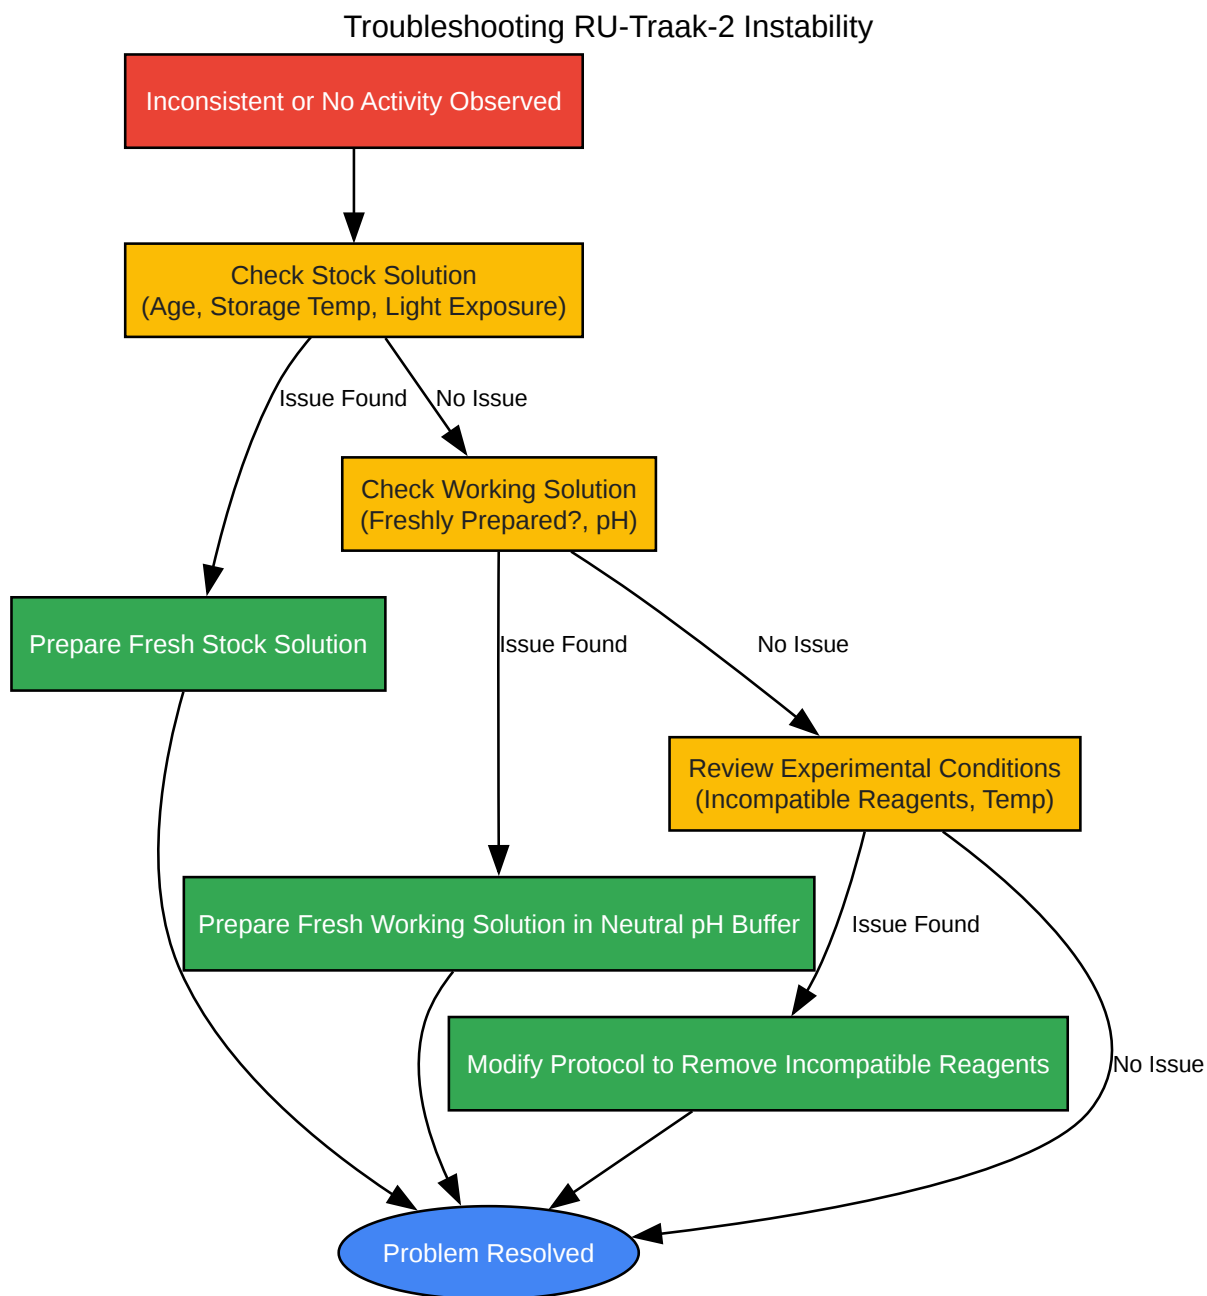 Troubleshooting RU-Traak-2 Instability
Inconsistent or No Activity Observed
Check Stock Solution
(Age, Storage Temp, Light Exposure)
Issue Found
No Issue
Check Working Solution
(Freshly Prepared?, pH)
Prepare Fresh Stock Solution
Issue Found
No Issue
Review Experimental Conditions
(Incompatible Reagents, Temp)
Prepare Fresh Working Solution in Neutral pH Buffer
Issue Found
Modify Protocol to Remove Incompatible Reagents
No Issue
Problem Resolved